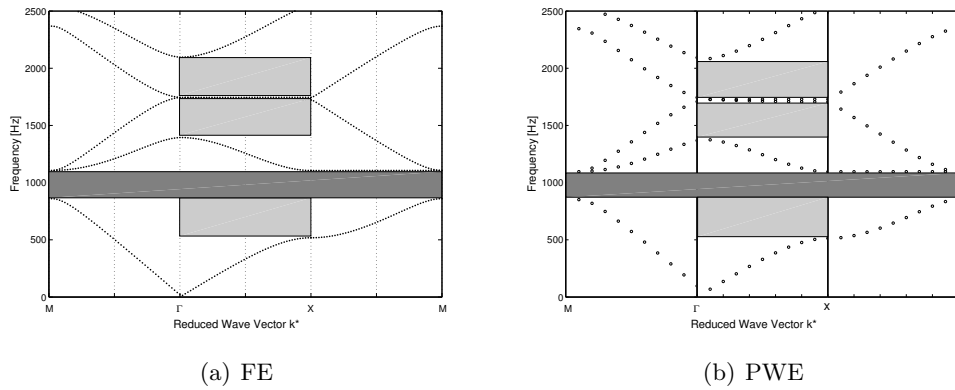 2500
2000
1500
1000
500
0
Frequency [Hz]
M
Γ
X
M
Reduced Wave Vector k*
(a) FE
2500
2000
1500
1000
500
0
Frequency [Hz]
M
Γ
X
Reduced Wave Vector k*
(b) PWE